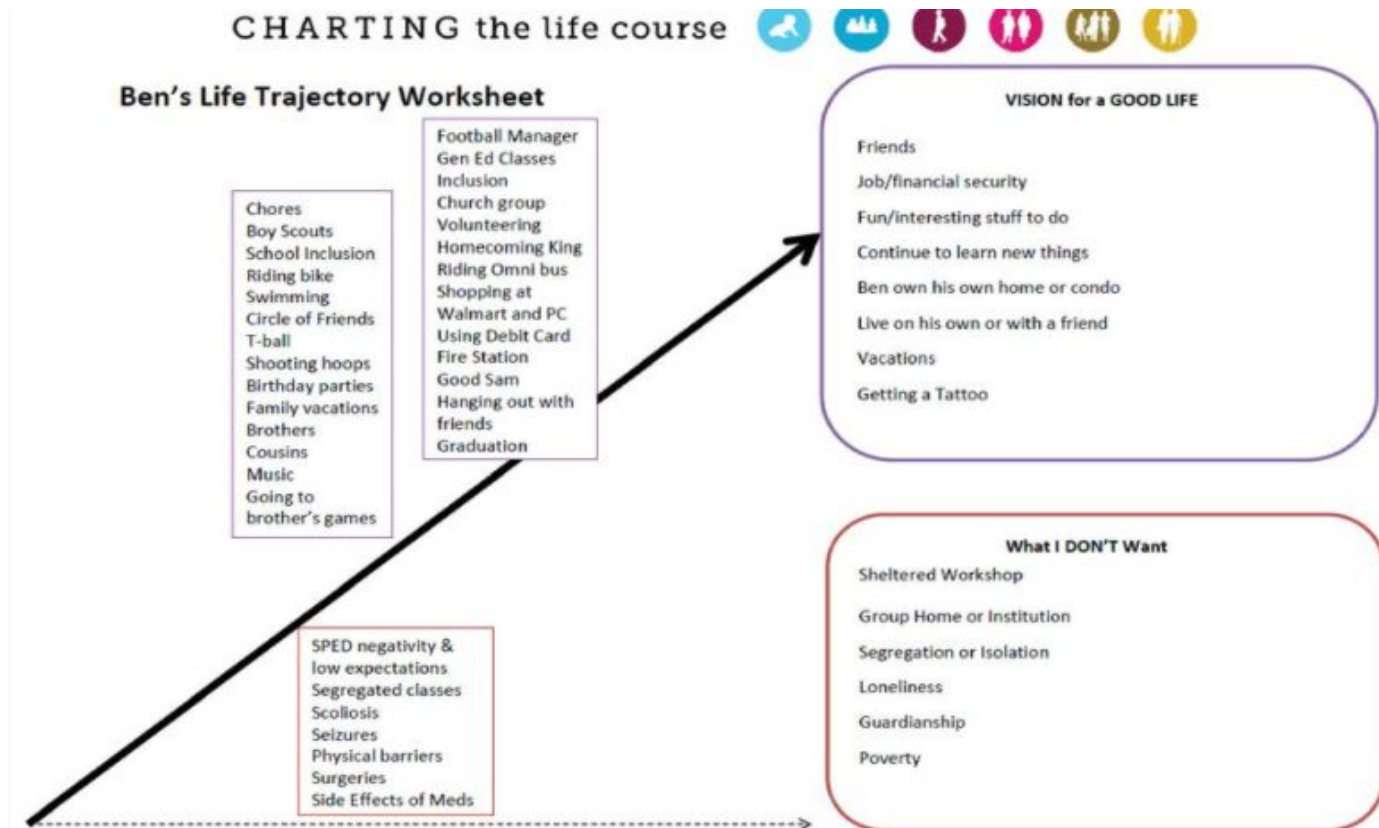 CHARTING the life course
Ben's Life Trajectory Worksheet
Football Manager
Gen Ed Classes
Inclusion
Church group
Volunteering
Homecoming King
Riding Omni bus
Shopping at
Walmart and PC
Using Debit Card
Fire Station
Good Sam
Hanging out with
friends
Graduation
Chores
Boy Scouts
School Inclusion
Riding bike
Swimming
Circle of Friends
T-ball
Shooting hoops
Birthday parties
Family vacations
Brothers
Cousins
Music
Going to
brother's games
SPED negativity &
low expectations
Segregated classes
Scoliosis
Seizures
Physical barriers
Surgeries
Side Effects of Meds
VISION for a GOOD LIFE
Friends
Job/financial security
Fun/interesting stuff to do
Continue to learn new things
Ben own his own home or condo
Live on his own or with a friend
Vacations
Getting a Tattoo
What I DON'T Want
Sheltered Workshop
Group Home or Institution
Segregation or Isolation
Loneliness
Guardianship
Poverty